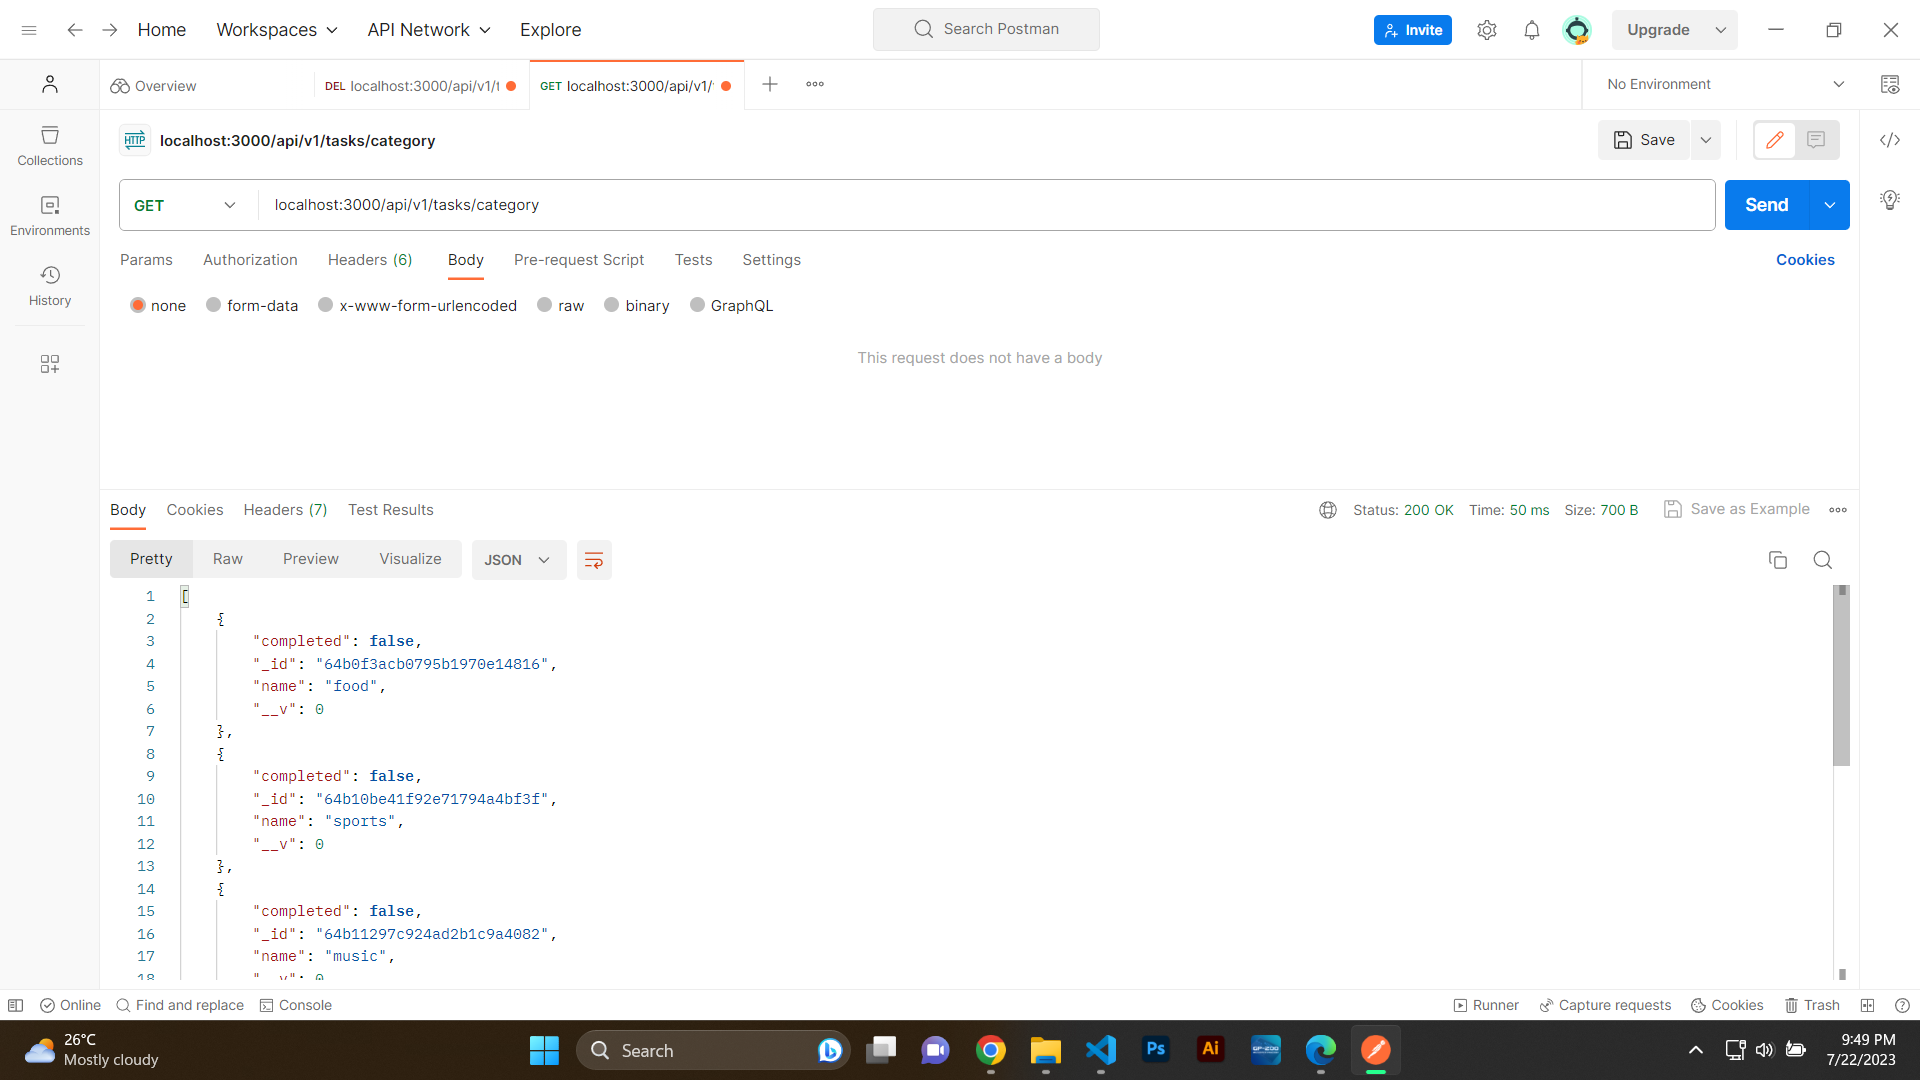 Home
Workspaces
API Network
Explore
Search Postman
Invite
Upgrade
Overview
DEL localhost:3000/api/v1/t
GET localhost:3000/api/v1/
No Environment
HTTP localhost:3000/api/v1/tasks/category
Save
GET
localhost:3000/api/v1/tasks/category
Send
Collections
Environments
History
Params
Authorization
Headers (6)
Body
Pre-request Script
Tests
Settings
Cookies
none
form-data
x-www-form-urlencoded
raw
binary
GraphQL
This request does not have a body
Body
Cookies
Headers (7)
Test Results
Status: 200 OK
Time: 50 ms
Size: 700 B
Save as Example
Pretty
Raw
Preview
Visualize
JSON
1 [
2 {
3 "completed": false,
4 "_id": "64b0f3acb0795b1970e14816",
5 "name": "food",
6 "__v": 0
7 },
8 {
9 "completed": false,
10 "_id": "64b10be41f92e71794a4bf3f",
11 "name": "sports",
12 "__v": 0
13 },
14 {
15 "completed": false,
16 "_id": "64b11297c924ad2b1c9a4082",
17 "name": "music",
18 "__v": 0
Online
Find and replace
Console
Runner
Capture requests
Cookies
Trash
26°C
Mostly cloudy
Search
Ps
Ai
9:49 PM
7/22/2023